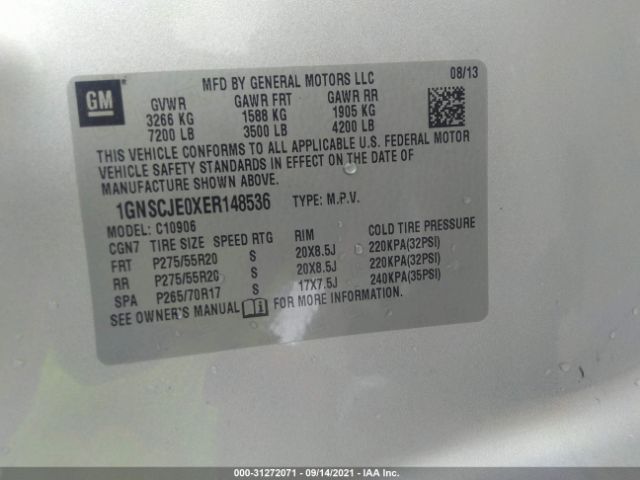 GM
MFD BY GENERAL MOTORS LLC 08/13
GVWR GAWR FRT GAWR RR
3266 KG 1588 KG 1905 KG
7200 LB 3500 LB 4200 LB
THIS VEHICLE CONFORMS TO ALL APPLICABLE U.S. FEDERAL MOTOR
VEHICLE SAFETY STANDARDS IN EFFECT ON THE DATE OF
MANUFACTURE SHOWN ABOVE.
1GNSCJE0XER148536 TYPE: M.P.V.
MODEL: C10906
CGN7 TIRE SIZE SPEED RTG RIM COLD TIRE PRESSURE
FRT P275/55R20 S 20X8.5J 220KPA(32PSI)
RR P275/55R20 S 20X8.5J 220KPA(32PSI)
SPA P265/70R17 S 17X7.5J 240KPA(35PSI)
SEE OWNER'S MANUAL FOR MORE INFORMATION.
000-31272071 - 09/14/2021 - IAA Inc.